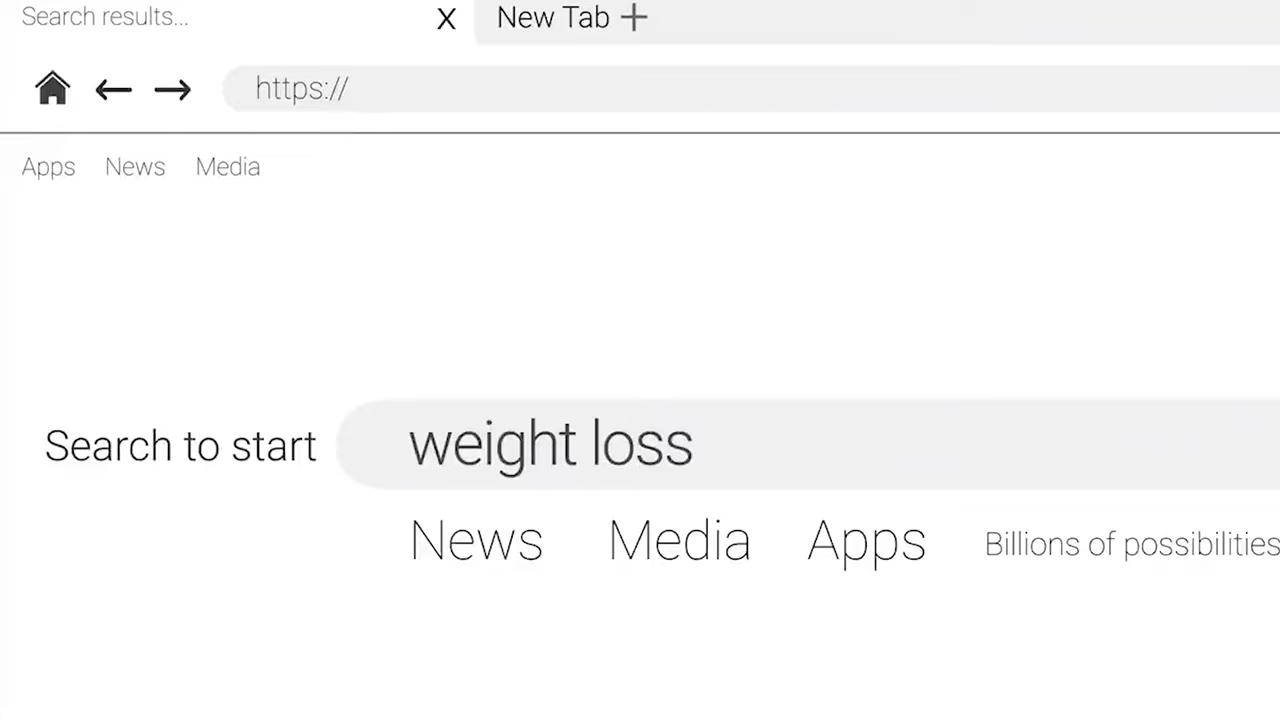 Search results... X New Tab +
https://
Apps News Media
Search to start weight loss
News Media Apps Billions of possibilities